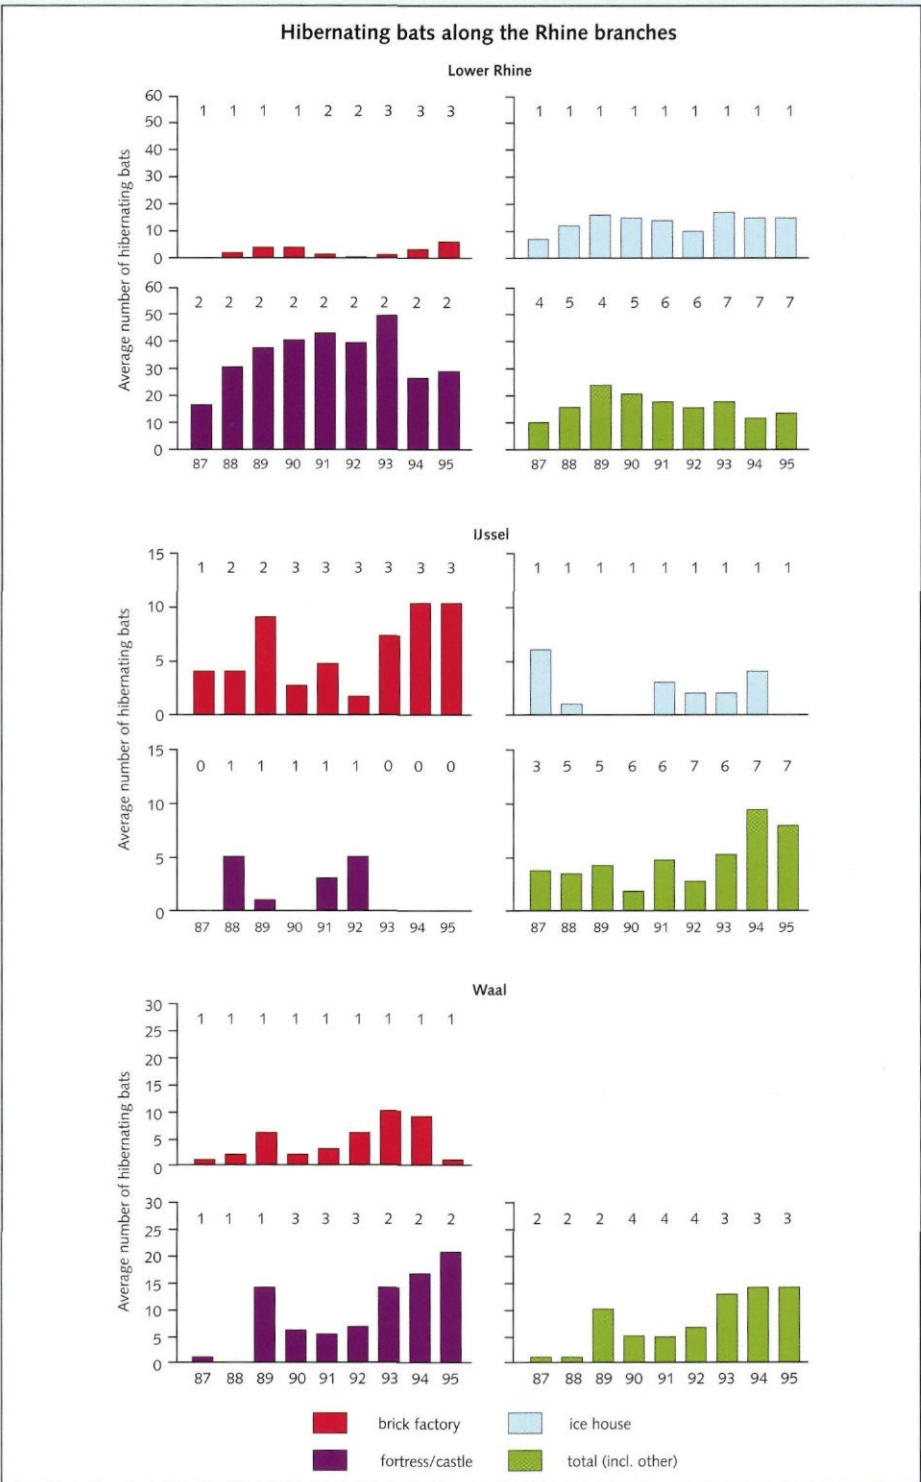 Hibernating bats along the Rhine branches
Lower Rhine
Average number of hibernating bats
60
50
40
30
20
10
0
1 1 1 1 2 2 3 3 3
1 1 1 1 1 1 1 1 1
60
50
40
30
20
10
0
2 2 2 2 2 2 2 2 2
4 5 4 5 6 6 7 7 7
87 88 89 90 91 92 93 94 95
87 88 89 90 91 92 93 94 95
IJssel
Average number of hibernating bats
15
10
5
0
1 2 2 3 3 3 3 3 3
1 1 1 1 1 1 1 1 1
15
10
5
0
0 1 1 1 1 1 0 0 0
3 5 5 6 6 7 6 7 7
87 88 89 90 91 92 93 94 95
87 88 89 90 91 92 93 94 95
Waal
Average number of hibernating bats
30
25
20
15
10
5
0
1 1 1 1 1 1 1 1 1
Average number of hibernating bats
30
25
20
15
10
5
0
1 1 1 3 3 3 2 2 2
2 2 2 4 4 4 3 3 3
87 88 89 90 91 92 93 94 95
87 88 89 90 91 92 93 94 95
brick factory
ice house
fortress/castle
total (incl. other)